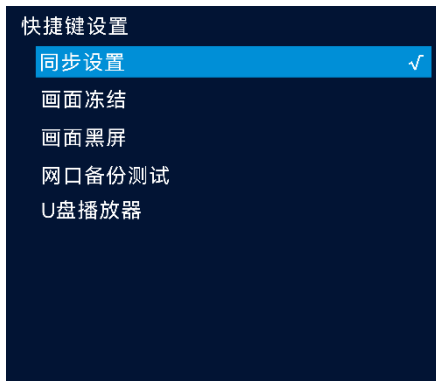 快捷键设置
同步设置 √
画面冻结
画面黑屏
网口备份测试
U盘播放器